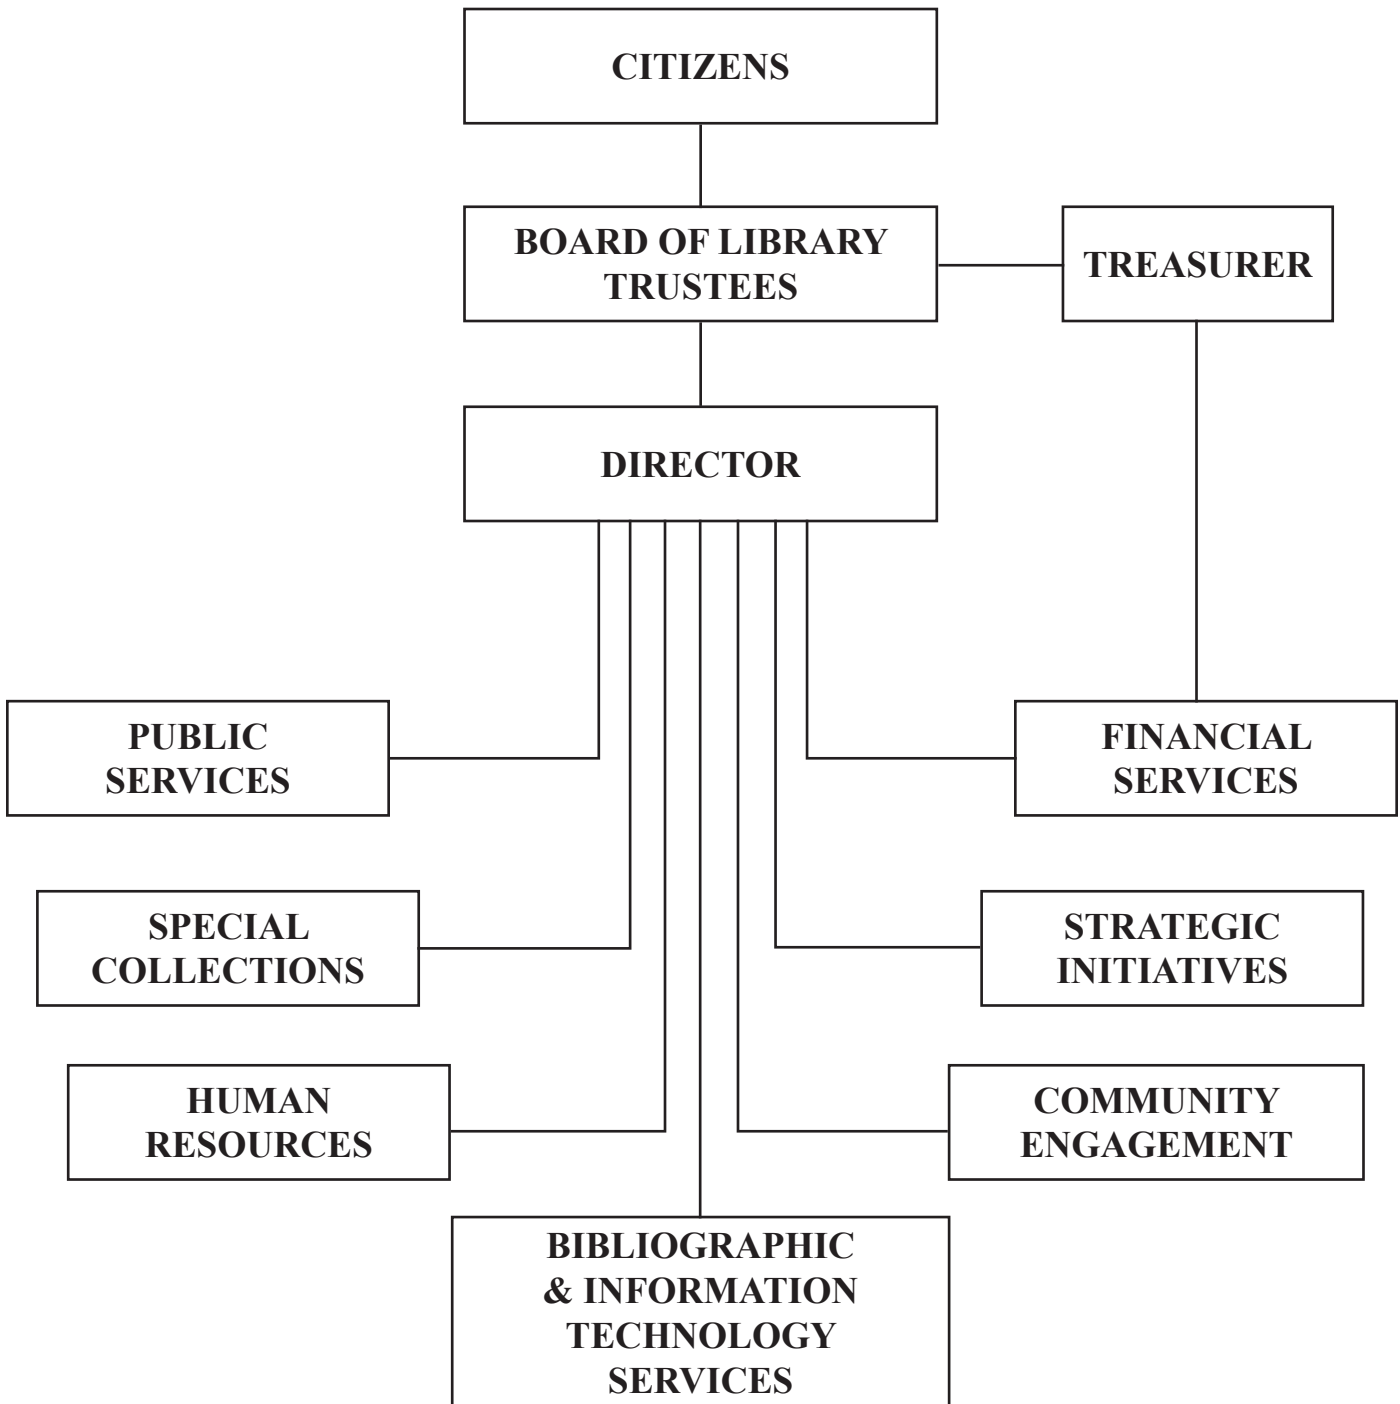 CITIZENS
BOARD OF LIBRARY
TRUSTEES
TREASURER
DIRECTOR
PUBLIC
SERVICES
FINANCIAL
SERVICES
SPECIAL
COLLECTIONS
STRATEGIC
INITIATIVES
HUMAN
RESOURCES
COMMUNITY
ENGAGEMENT
BIBLIOGRAPHIC
& INFORMATION
TECHNOLOGY
SERVICES